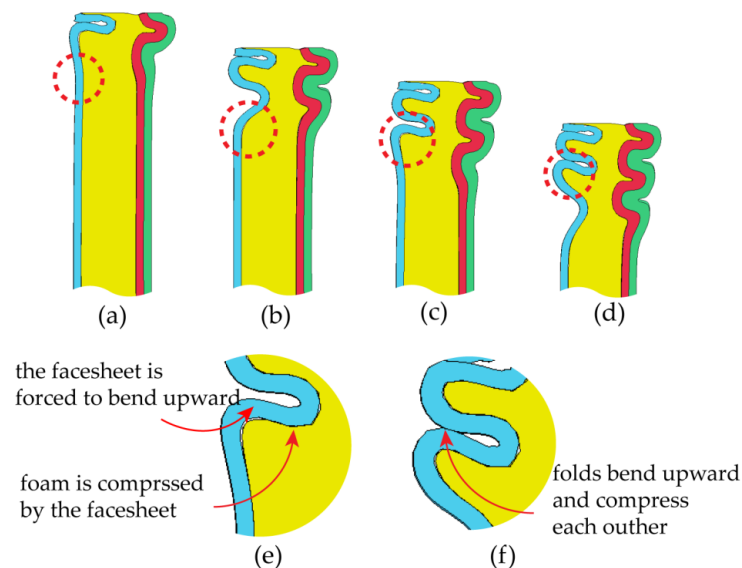 (a)
(b)
(c)
(d)
the facesheet is
forced to bend upward
foam is comprssed
by the facesheet
(e)
folds bend upward
and compress
each outher
(f)